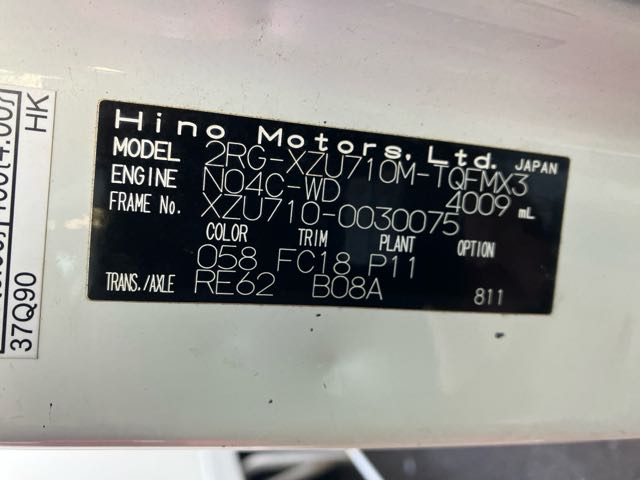 Hino Motors, Ltd. JAPAN
MODEL 2RG-XZU710M-TQFMX3
ENGINE N04C-WD 4009 mL
FRAME No. XZU710-0030075
COLOR TRIM PLANT OPTION
058 FC18 P11
TRANS./AXLE RE62 B08A 811
HK
37Q90